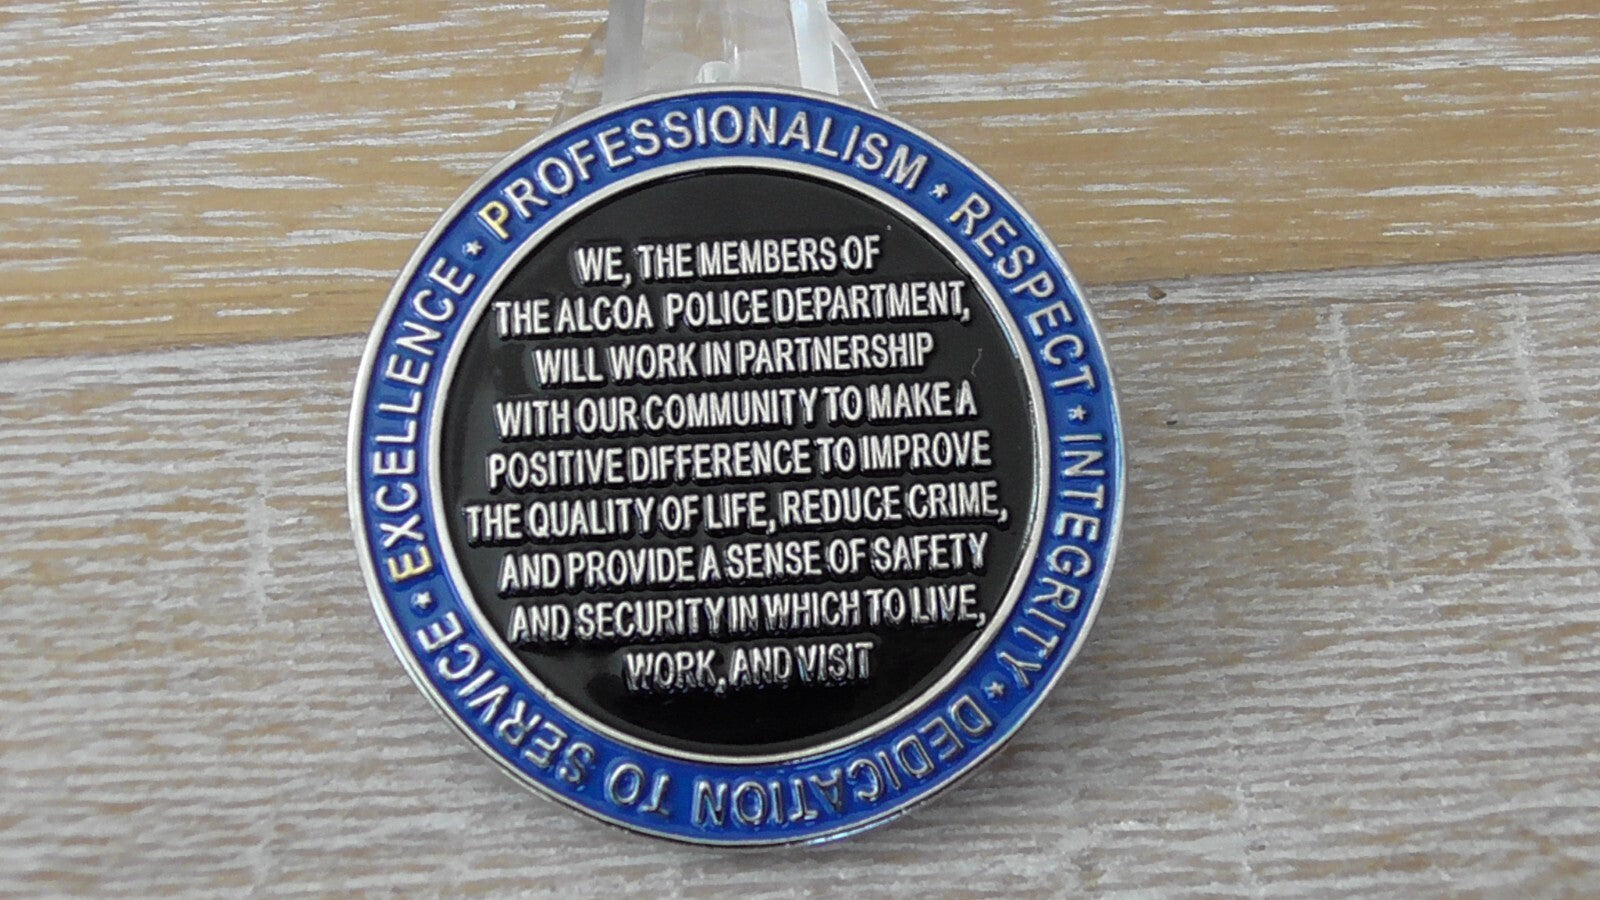 PROFESSIONALISM ★ RESPECT ★ INTEGRITY ★ DEDICATION TO SERVICE ★ EXCELLENCE ★
WE, THE MEMBERS OF
THE ALCOA POLICE DEPARTMENT,
WILL WORK IN PARTNERSHIP
WITH OUR COMMUNITY TO MAKE A
POSITIVE DIFFERENCE TO IMPROVE
THE QUALITY OF LIFE, REDUCE CRIME,
AND PROVIDE A SENSE OF SAFETY
AND SECURITY IN WHICH TO LIVE,
WORK, AND VISIT